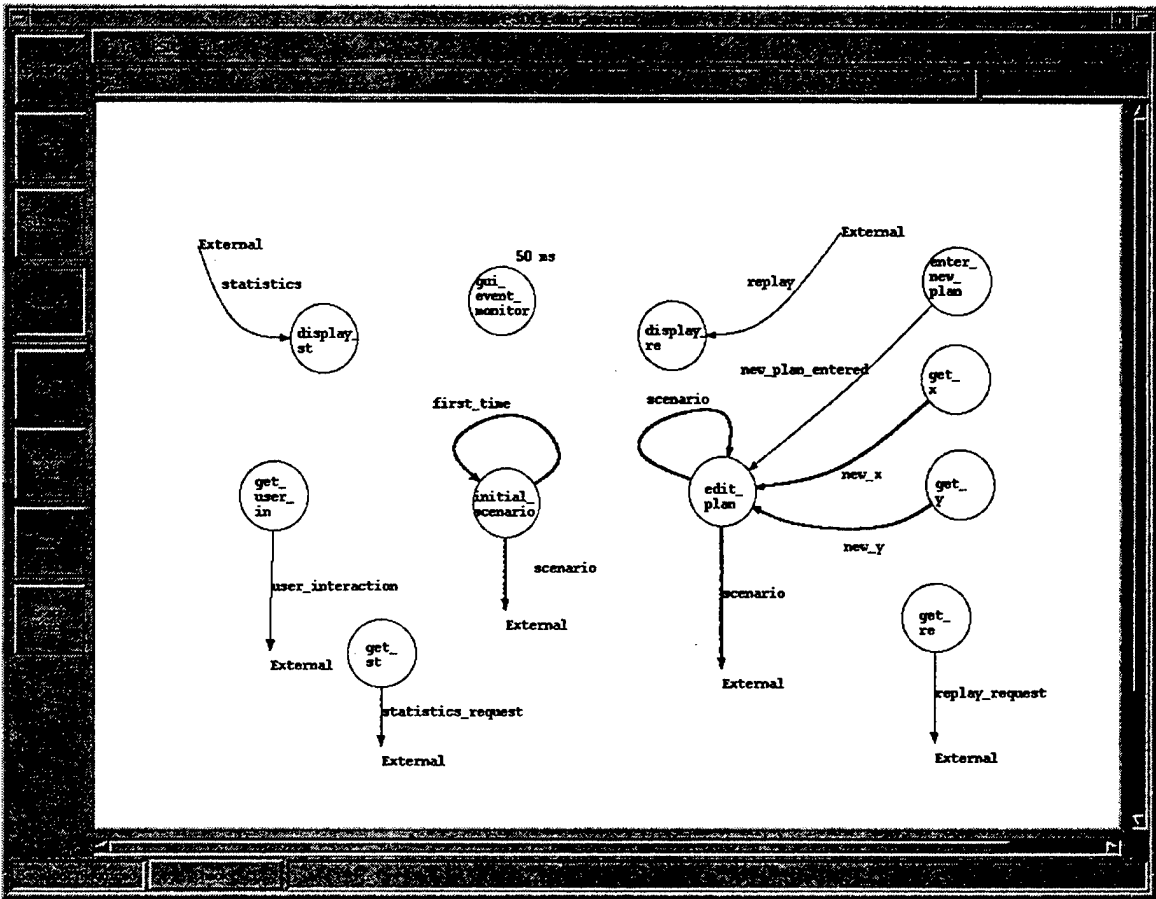 External
statistics
display_
st
50 ms
gui_
event_
monitor
External
replay
display_
re
enter_
new_
plan
new_plan_entered
get_
x
new_x
get_
y
new_y
first_time
initial_
scenario
scenario
External
scenario
edit_
plan
scenario
External
get_
user_
in
user_interaction
External
get_
st
statistics_request
External
get_
re
replay_request
External